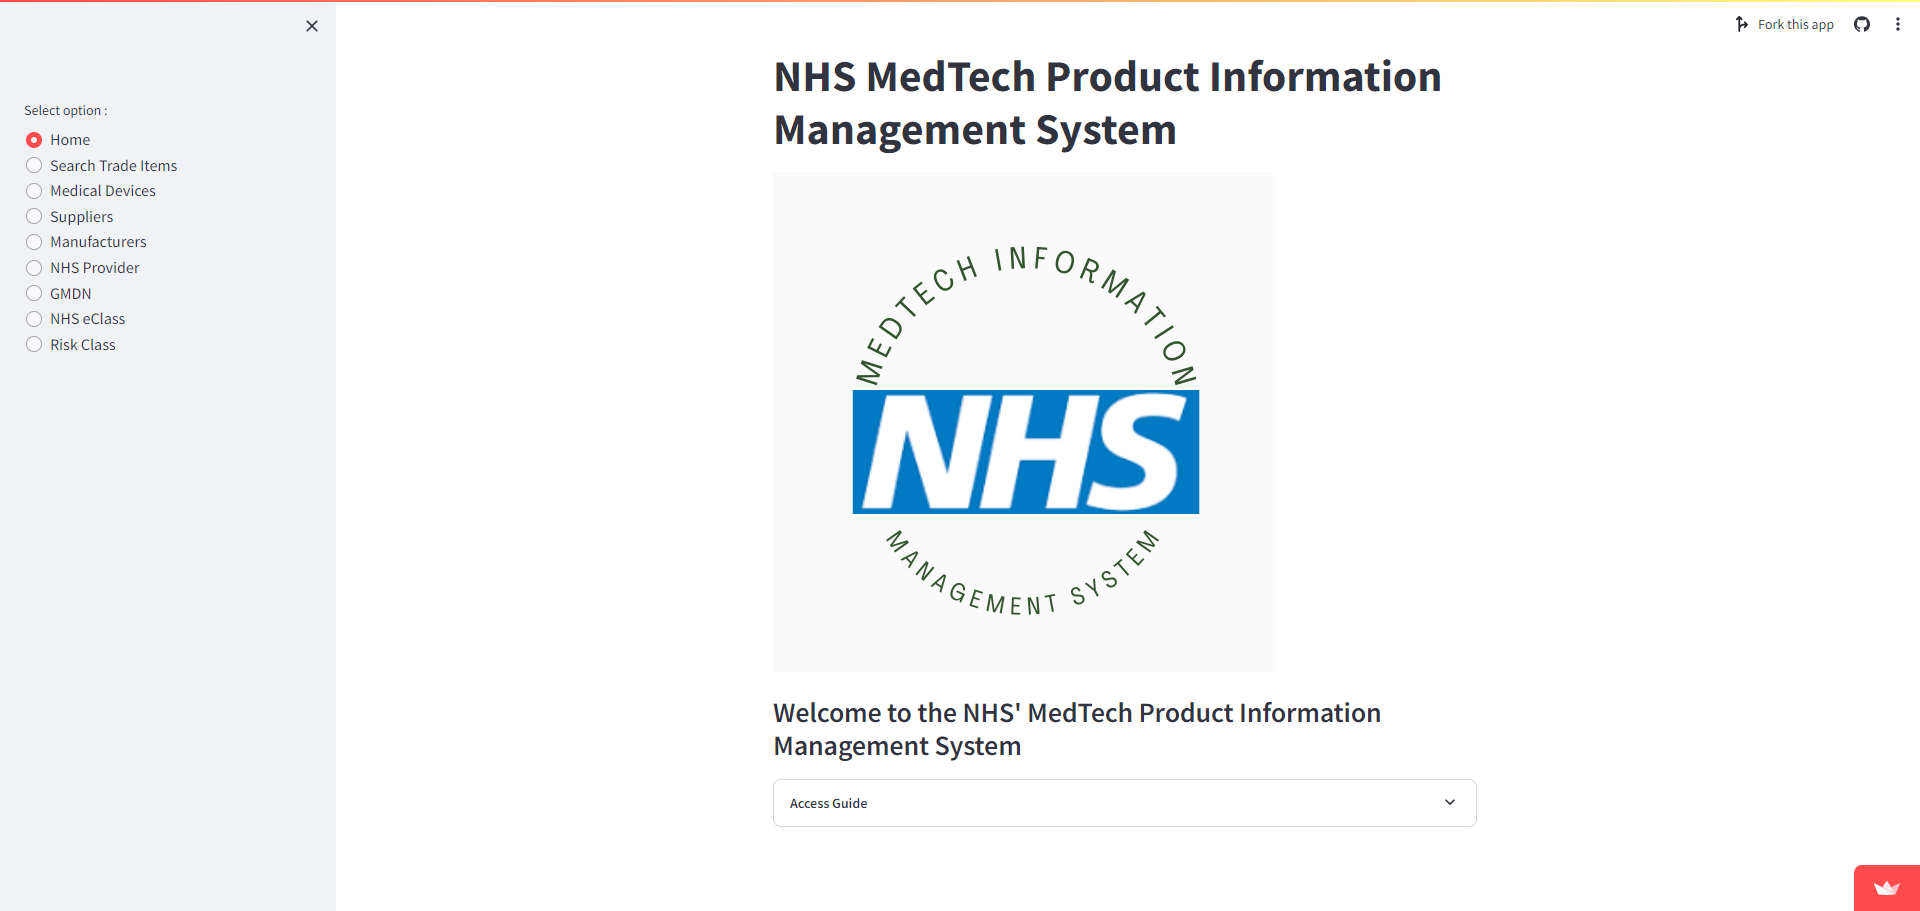 Fork this app
Select option :
Home
Search Trade Items
Medical Devices
Suppliers
Manufacturers
NHS Provider
GMDN
NHS eClass
Risk Class
NHS MedTech Product Information
Management System
MEDTECH INFORMATION
NHS
MANAGEMENT SYSTEM
Welcome to the NHS' MedTech Product Information
Management System
Access Guide